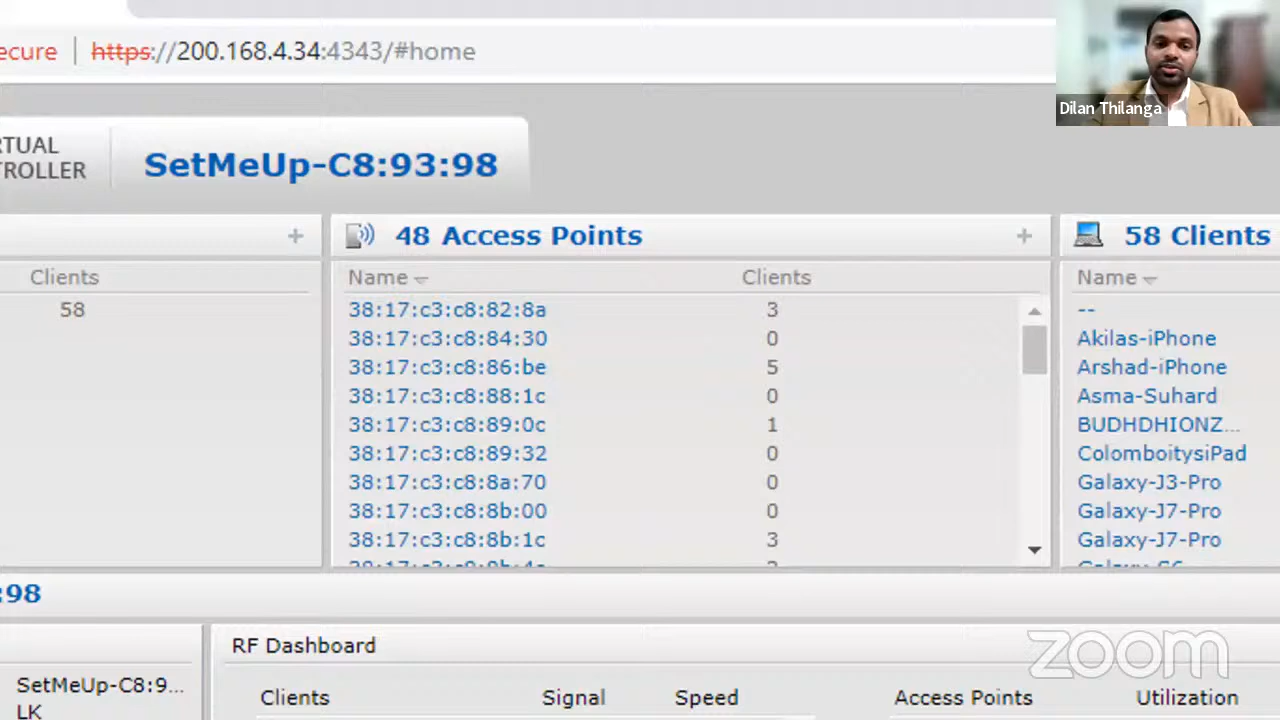 ecure | https://200.168.4.34:4343/#home
Dilan Thilanga
RTUAL
TROLLER
SetMeUp-C8:93:98
48 Access Points
58 Clients
Clients
Name
Clients
Name
58
38:17:c3:c8:82:8a 3
--
38:17:c3:c8:84:30 0
Akilas-iPhone
38:17:c3:c8:86:be 5
Arshad-iPhone
38:17:c3:c8:88:1c 0
Asma-Suhard
38:17:c3:c8:89:0c 1
BUDHDHIONZ...
38:17:c3:c8:89:32 0
ColomboitysiPad
38:17:c3:c8:8a:70 0
Galaxy-J3-Pro
38:17:c3:c8:8b:00 0
Galaxy-J7-Pro
38:17:c3:c8:8b:1c 3
Galaxy-J7-Pro
:98
RF Dashboard
SetMeUp-C8:9...
LK
Clients
Signal
Speed
Access Points
Utilization
zoom